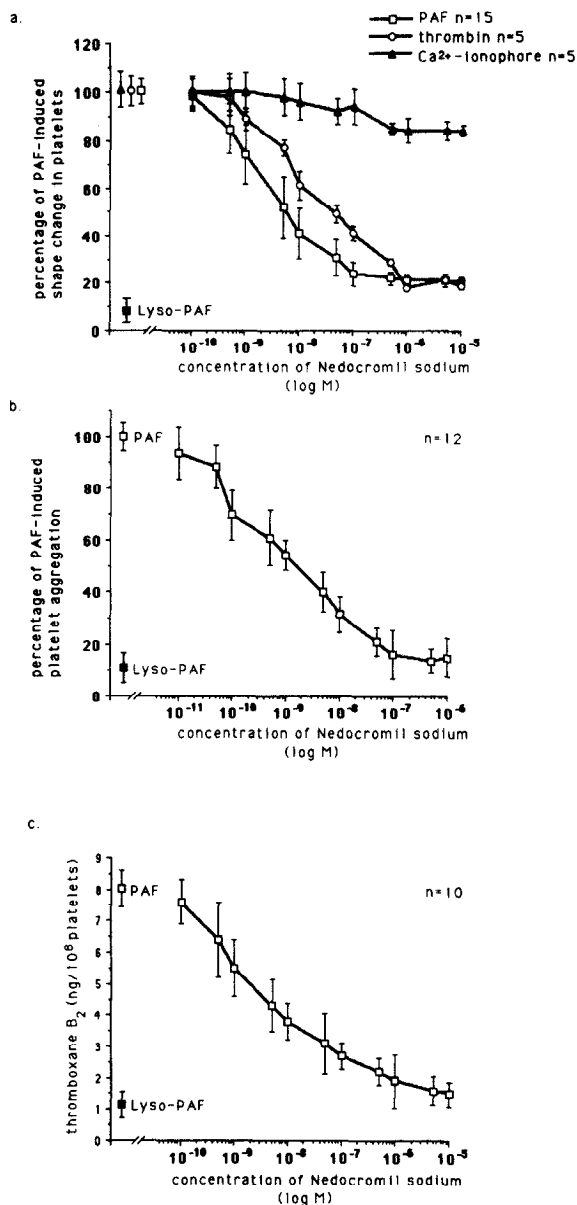 a.
PAF n=15
thrombin n=5
Ca²⁺-ionophore n=5
percentage of PAF-induced
shape change in platelets
120
100
80
60
40
20
0
Lyso-PAF
10⁻¹⁰ 10⁻⁹ 10⁻⁸ 10⁻⁷ 10⁻⁶ 10⁻⁵
concentration of Nedocromil sodium
(log M)
b.
percentage of PAF-induced
platelet aggregation
100
80
60
40
20
0
PAF
n=12
Lyso-PAF
10⁻¹¹ 10⁻¹⁰ 10⁻⁹ 10⁻⁸ 10⁻⁷ 10⁻⁶
concentration of Nedocromil sodium
(log M)
c.
thromboxane B₂ (ng/10⁸ platelets)
9
8
7
6
5
4
3
2
1
0
PAF
n=10
Lyso-PAF
10⁻¹⁰ 10⁻⁹ 10⁻⁸ 10⁻⁷ 10⁻⁶ 10⁻⁵
concentration of Nedocromil sodium
(log M)